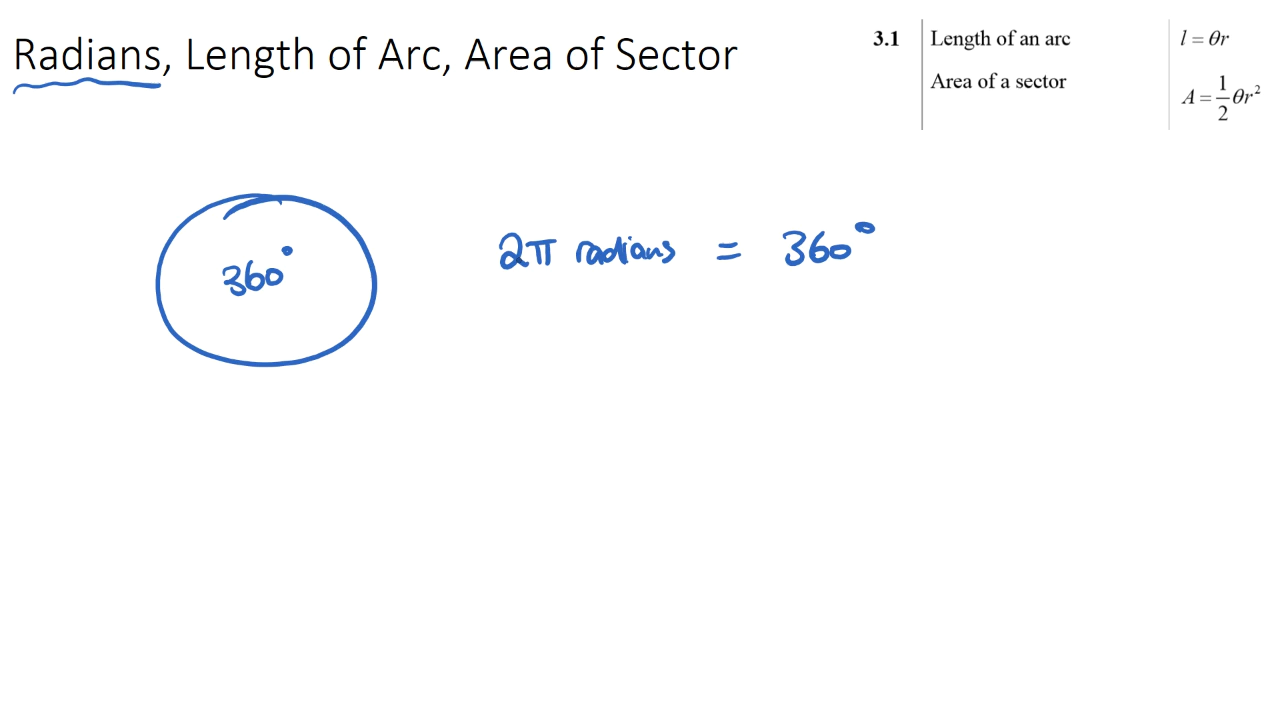 Radians, Length of Arc, Area of Sector
3.1 Length of an arc l = θr
Area of a sector A = 1/2 θr²
360°
2π radians = 360°